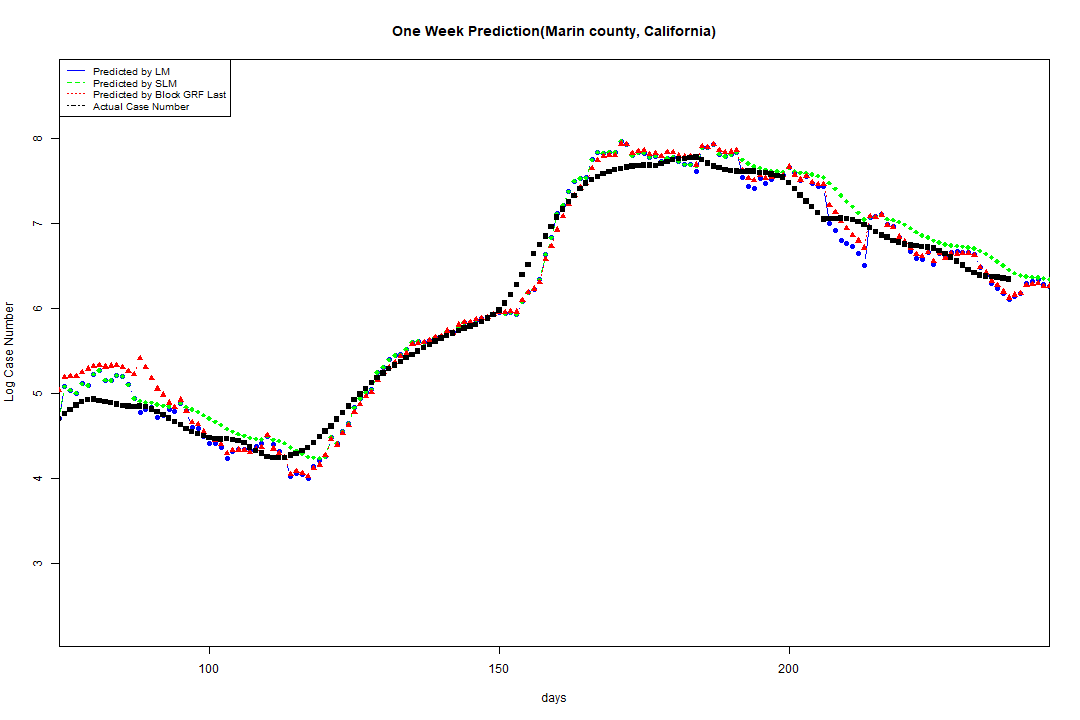 One Week Prediction(Marin county, California)
Predicted by LM
Predicted by SLM
Predicted by Block GRF Last
Actual Case Number
8
7
6
5
4
3
Log Case Number
100
150
200
days